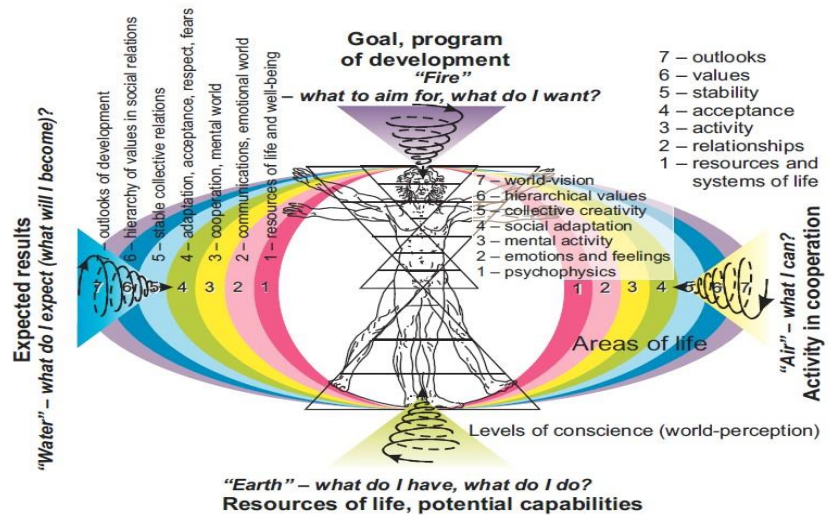 Goal, program
of development
“Fire”
– what to aim for, what do I want?
7 – outlooks
6 – values
5 – stability
4 – acceptance
3 – activity
2 – relationships
1 – resources and
systems of life
Expected results
“Water” – what do I expect (what will I become)?
7 – outlooks of development
6 – hierarchy of values in social relations
5 – stable collective relations
4 – adaptation, acceptance, respect, fears
3 – cooperation, mental world
2 – communications, emotional world
1 – resources of life and well-being
7 – world-vision
6 – hierarchical values
5 – collective creativity
4 – social adaptation
3 – mental activity
2 – emotions and feelings
1 – psychophysics
7 6 5 4 3 2 1
1 2 3 4 5 6 7
Areas of life
“Air” – what I can?
Activity in cooperation
Levels of conscience (world-perception)
“Earth” – what do I have, what do I do?
Resources of life, potential capabilities